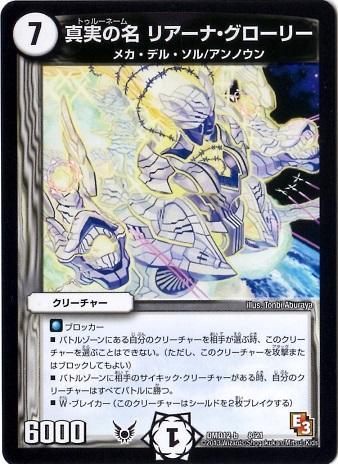 7
トゥルーネーム
真実の名 リアーナ・グローリー
メカ・デル・ソル/アンノウン
illus. Tonbi Aburaya
クリーチャー
ブロッカー
■バトルゾーンにある自分のクリーチャーを相手が選ぶ時、このクリ
ーチャーを選ぶことはできない。(ただし、このクリーチャーを攻撃また
はブロックしてもよい)
■バトルゾーンに相手のサイキック・クリーチャーがある時、自分のク
リーチャーはすべてバトルに勝つ。
■W・ブレイカー(このクリーチャーはシールドを2枚ブレイクする)
6000
1
E3